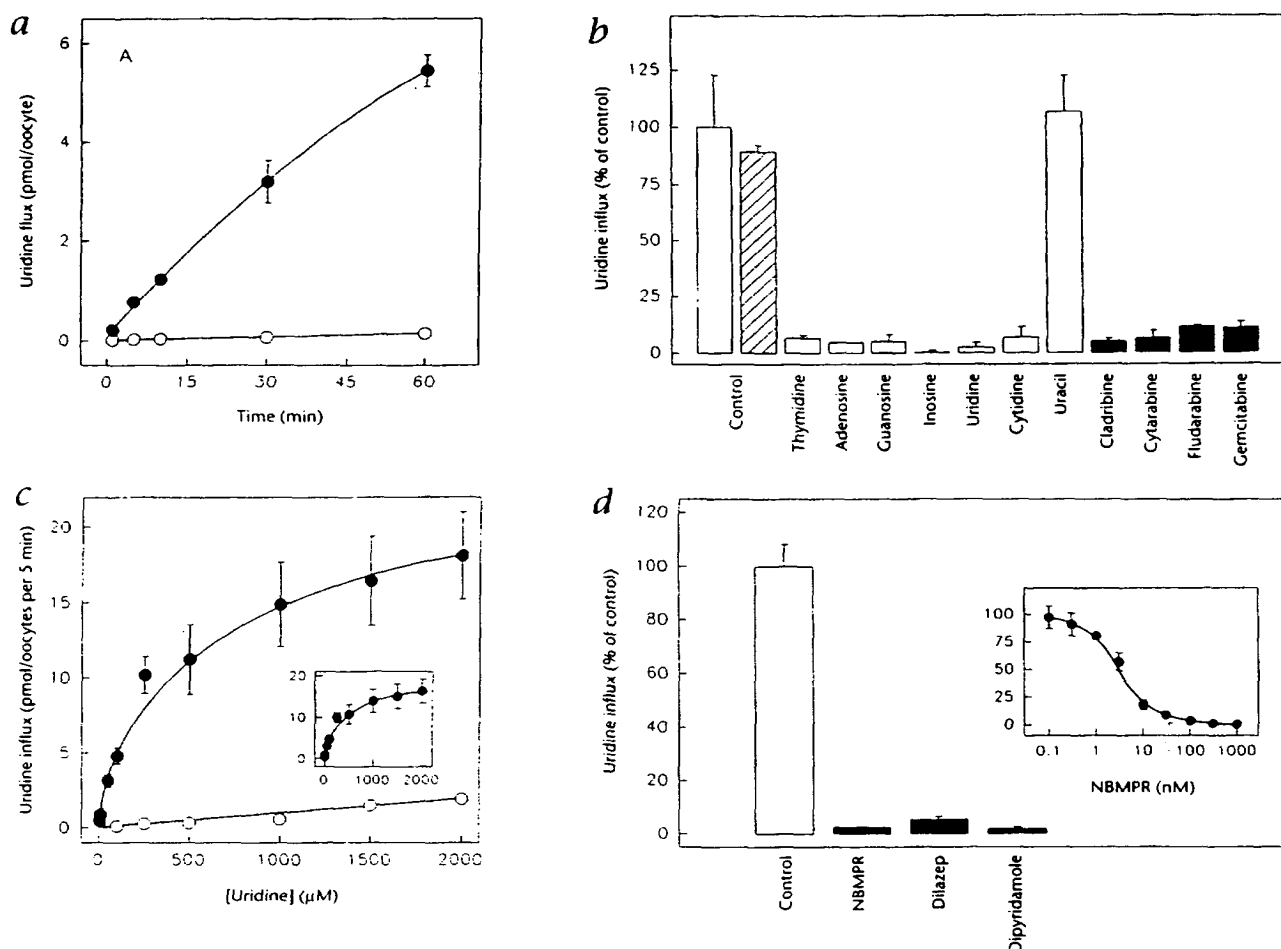 a
A
Uridine flux (pmol/oocyte)
6
4
2
0
0 15 30 45 60
Time (min)
b
Uridine influx (% of control)
125
100
75
50
25
0
Control
Thymidine
Adenosine
Guanosine
Inosine
Uridine
Cytidine
Uracil
Cladribine
Cytarabine
Fludarabine
Gemcitabine
c
Uridine influx (pmol/oocytes per 5 min)
20
15
10
5
0
0 500 1000 1500 2000
[Uridine] (μM)
20
10
0
0 1000 2000
d
Uridine influx (% of control)
120
100
80
60
40
20
0
Control
NBMPR
Dilazep
Dipyridamole
100
75
50
25
0
0.1 1 10 100 1000
NBMPR (nM)